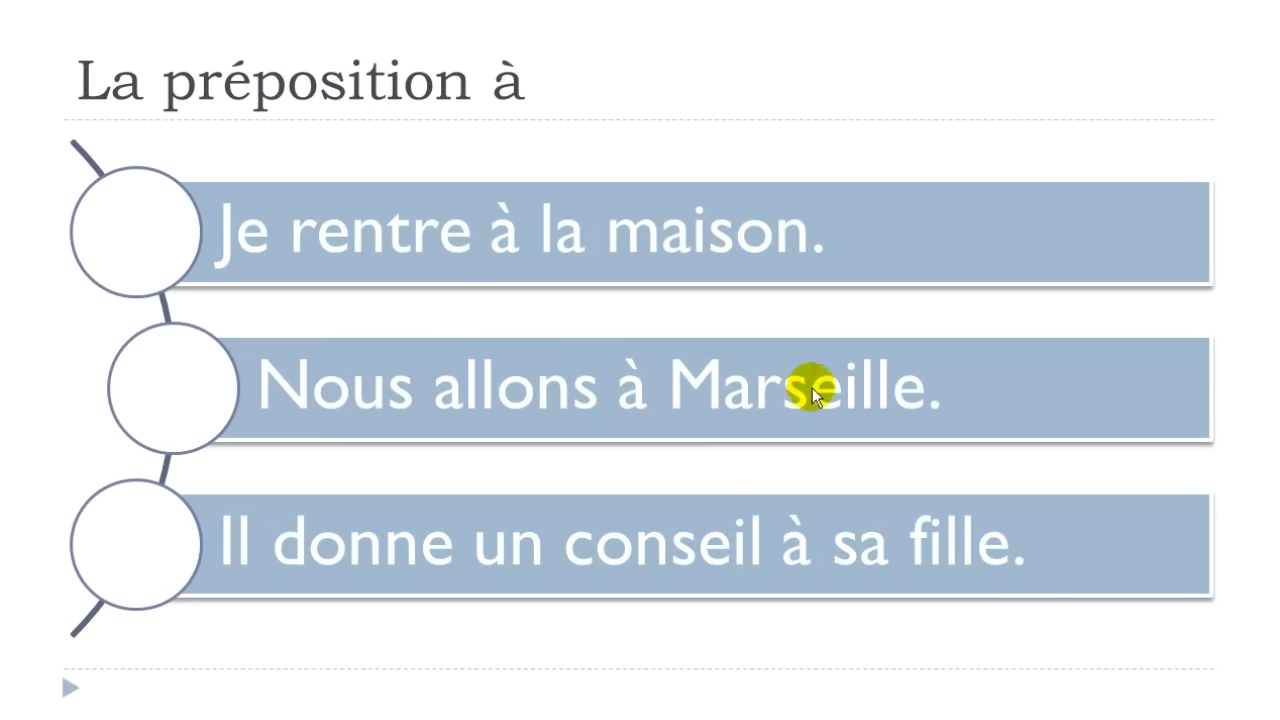 La préposition à
Je rentre à la maison.
Nous allons à Marseille.
Il donne un conseil à sa fille.